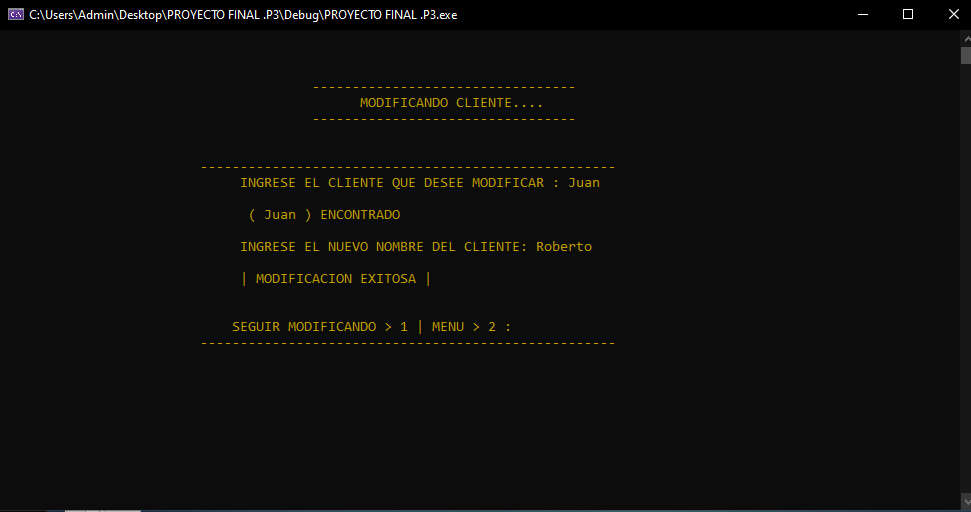 C:\Users\Admin\Desktop\PROYECTO FINAL .P3\Debug\PROYECTO FINAL .P3.exe
---------------------------------
MODIFICANDO CLIENTE....
---------------------------------
----------------------------------------------------
INGRESE EL CLIENTE QUE DESEE MODIFICAR : Juan
( Juan ) ENCONTRADO
INGRESE EL NUEVO NOMBRE DEL CLIENTE: Roberto
| MODIFICACION EXITOSA |
SEGUIR MODIFICANDO > 1 | MENU > 2 :
----------------------------------------------------